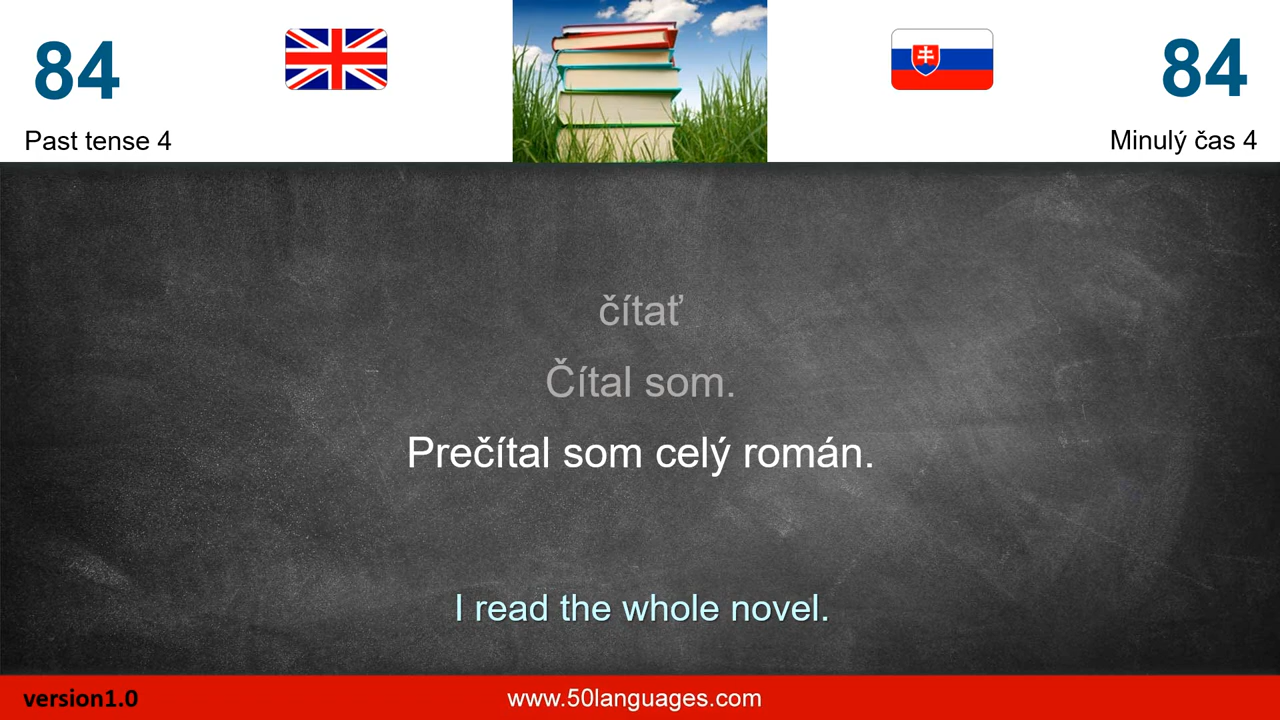 84
84
Past tense 4
Minulý čas 4
čítať
Čítal som.
Prečítal som celý román.
I read the whole novel.
version1.0
www.50languages.com